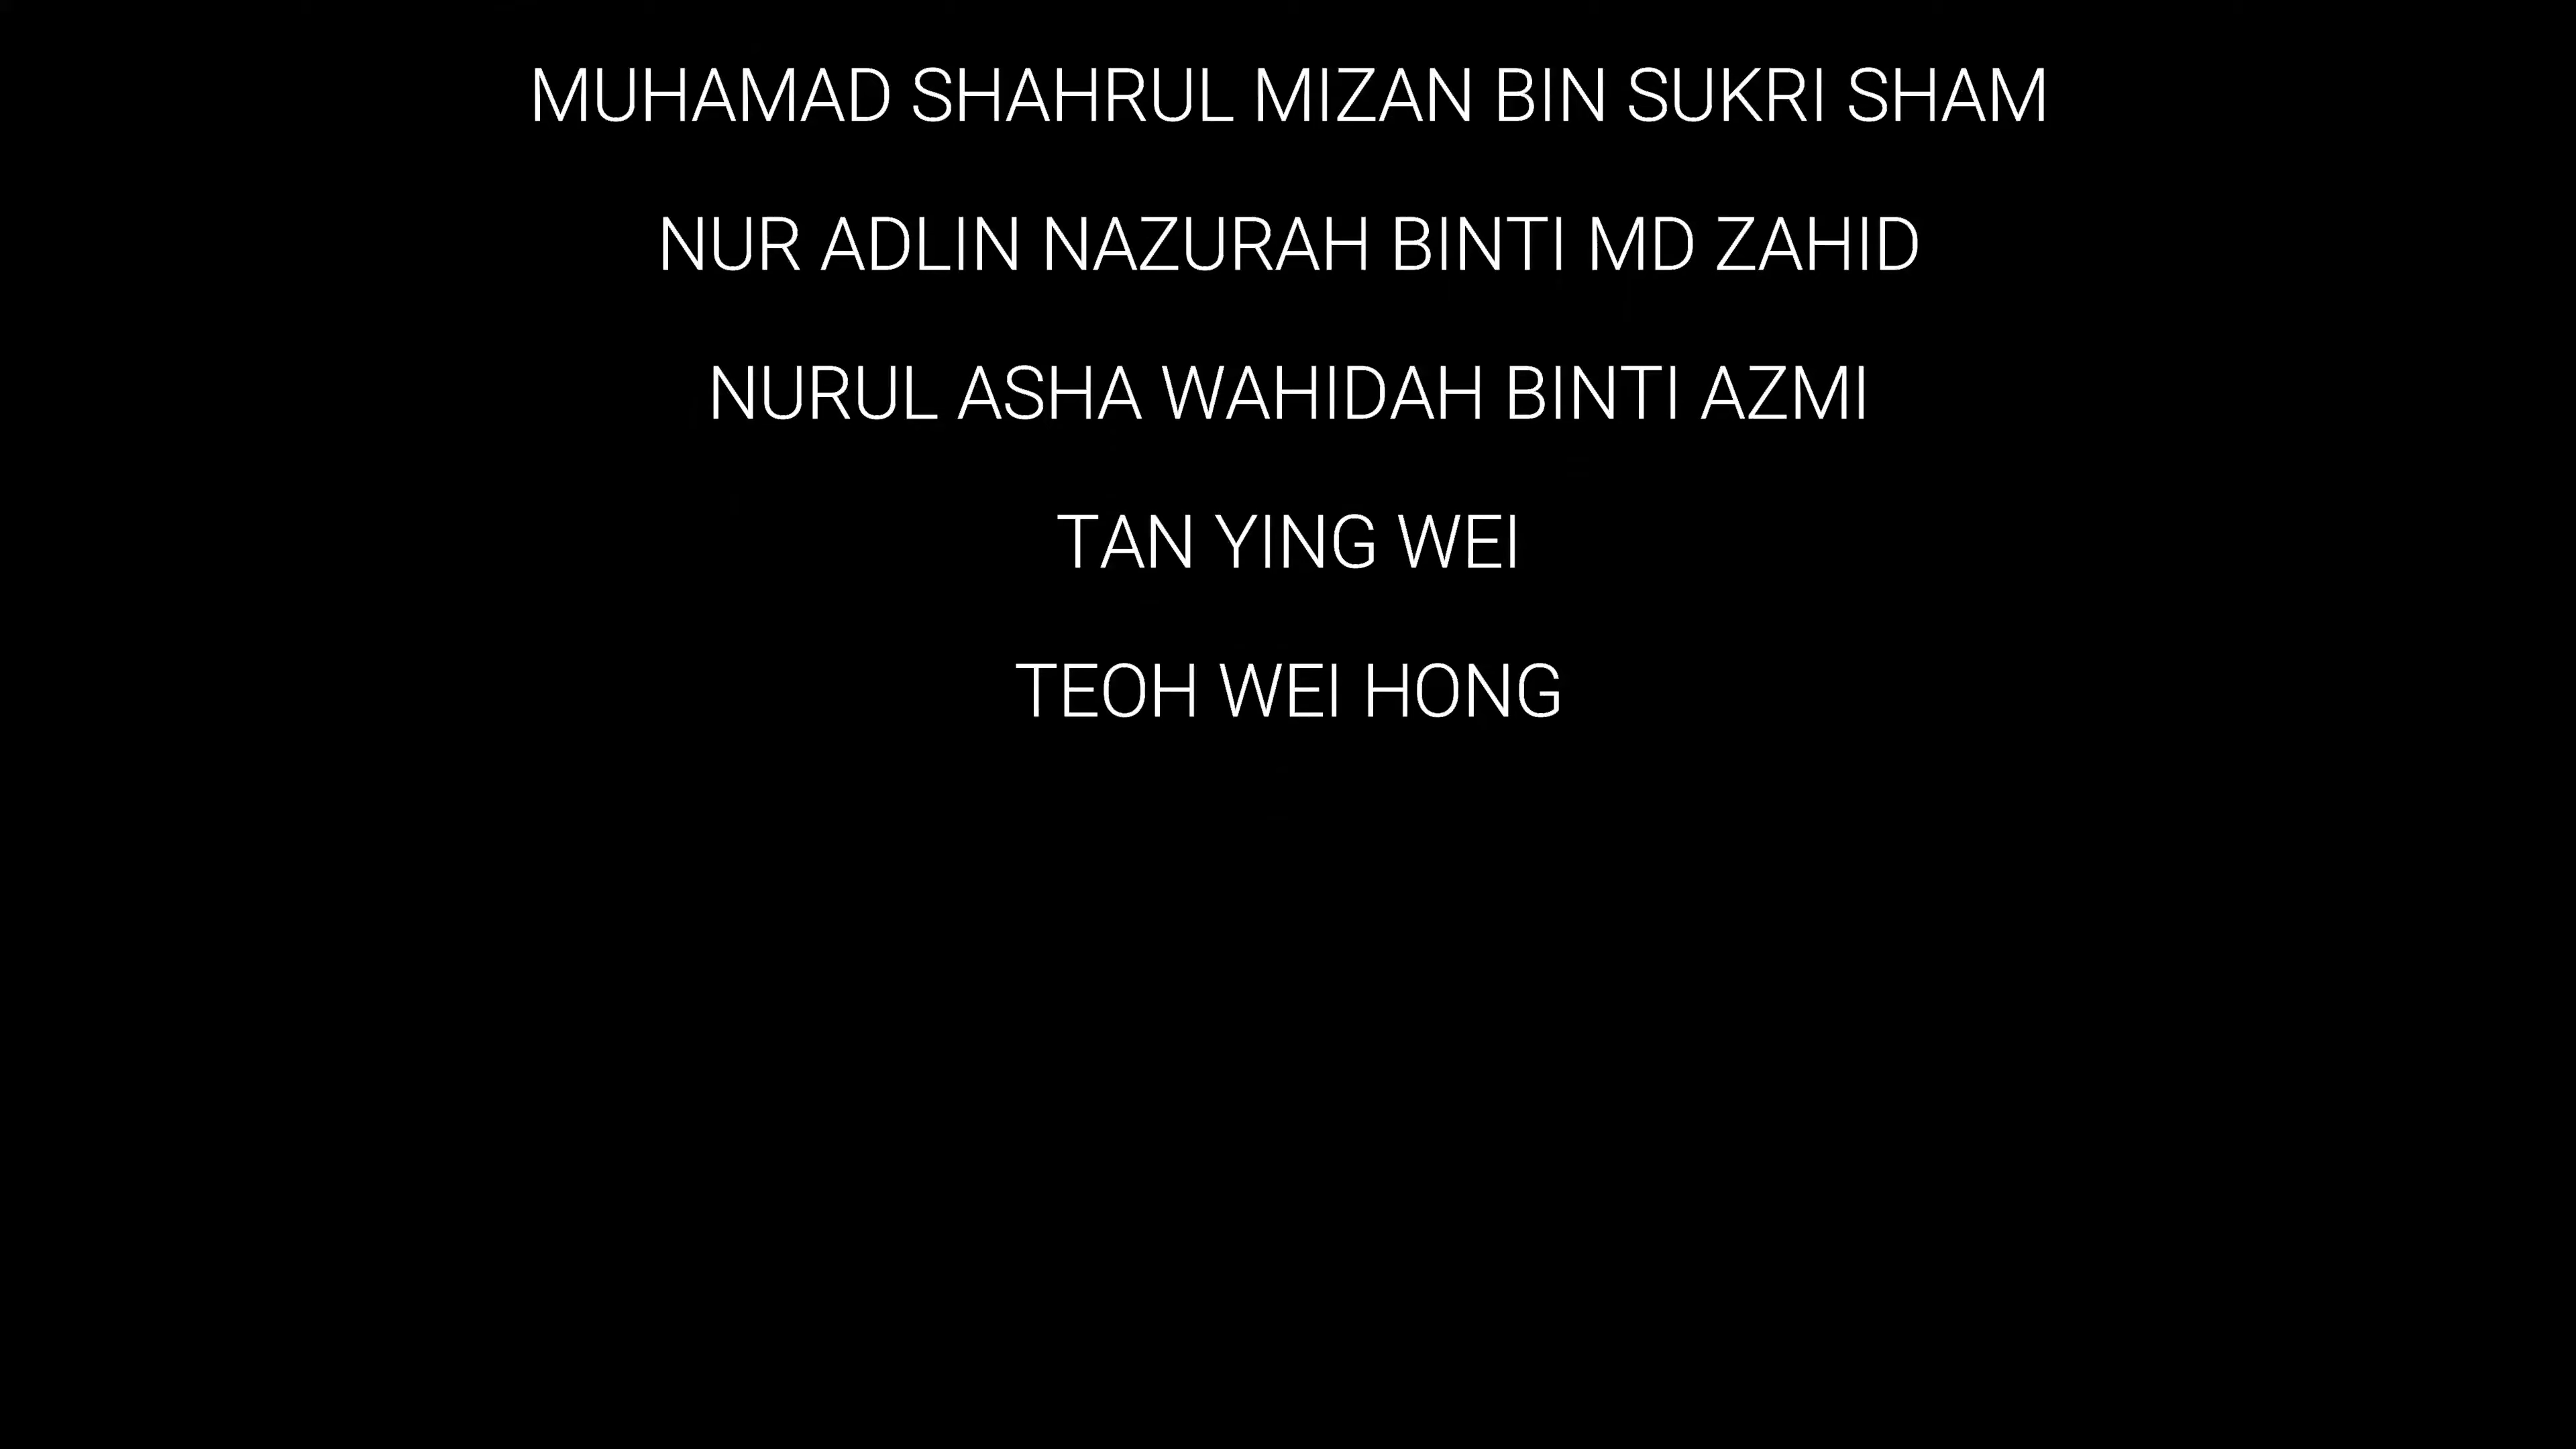 MUHAMAD SHAHRUL MIZAN BIN SUKRI SHAM
NUR ADLIN NAZURAH BINTI MD ZAHID
NURUL ASHA WAHIDAH BINTI AZMI
TAN YING WEI
TEOH WEI HONG